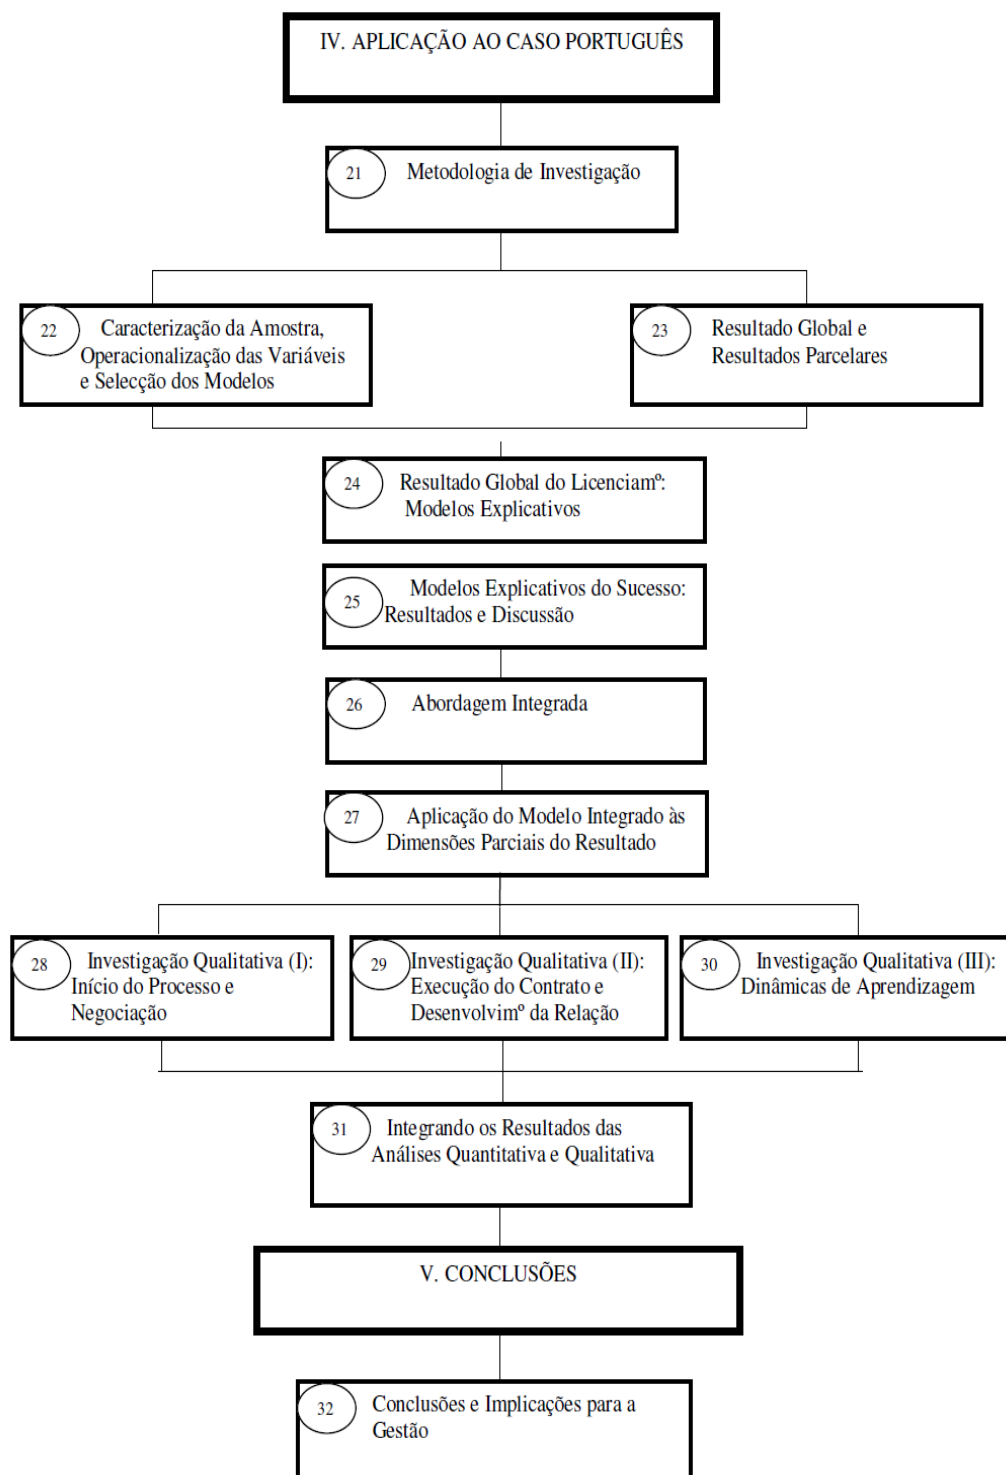 IV. APLICAÇÃO AO CASO PORTUGUÊS
21 Metodologia de Investigação
22 Caracterização da Amostra,
Operacionalização das Variáveis
e Selecção dos Modelos
23 Resultado Global e
Resultados Parcelares
24 Resultado Global do Licenciamº:
Modelos Explicativos
25 Modelos Explicativos do Sucesso:
Resultados e Discussão
26 Abordagem Integrada
27 Aplicação do Modelo Integrado às
Dimensões Parciais do Resultado
28 Investigação Qualitativa (I):
Início do Processo e
Negociação
29 Investigação Qualitativa (II):
Execução do Contrato e
Desenvolvimº da Relação
30 Investigação Qualitativa (III):
Dinâmicas de Aprendizagem
31 Integrando os Resultados das
Análises Quantitativa e Qualitativa
V. CONCLUSÕES
32 Conclusões e Implicações para a
Gestão